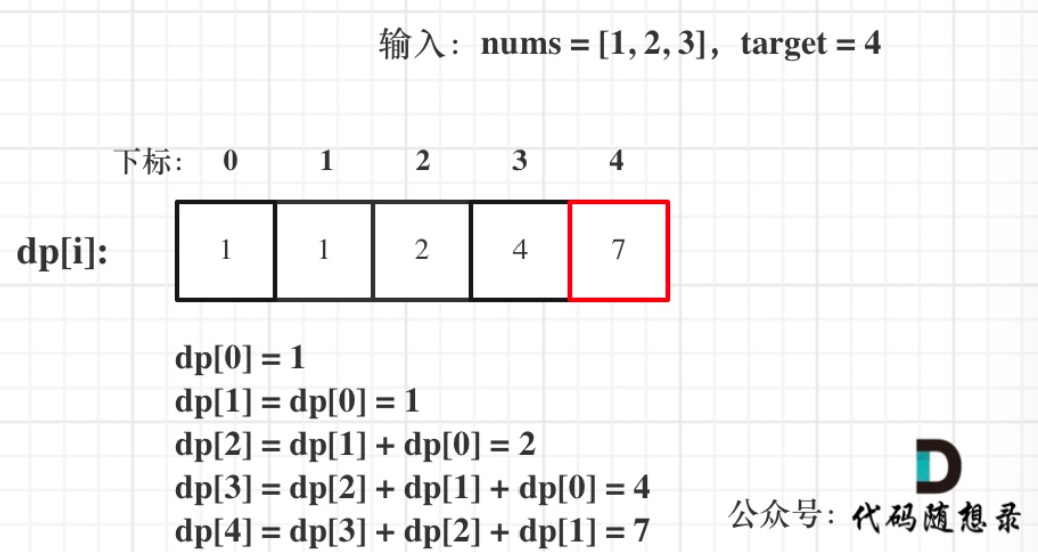 输入：nums = [1, 2, 3]，target = 4
下标: 0 1 2 3 4
dp[i]: 1 1 2 4 7
dp[0] = 1
dp[1] = dp[0] = 1
dp[2] = dp[1] + dp[0] = 2
dp[3] = dp[2] + dp[1] + dp[0] = 4
dp[4] = dp[3] + dp[2] + dp[1] = 7
公众号：代码随想录